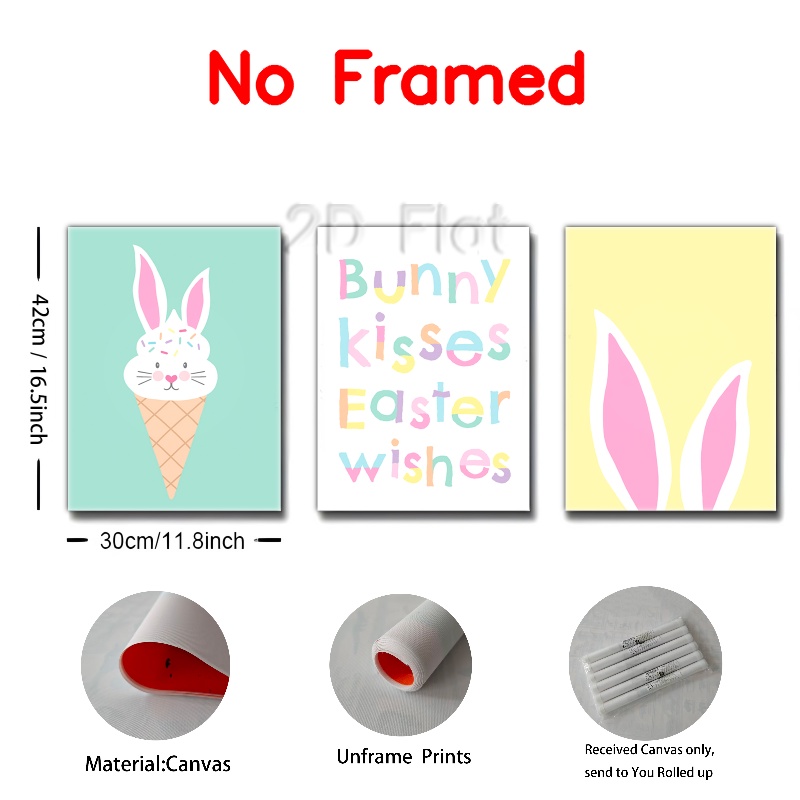 No Framed
2D Flat
Bunny
kisses
Easter
wishes
42cm / 16.5inch
30cm/11.8inch
Material:Canvas
Unframe Prints
Received Canvas only,
send to You Rolled up